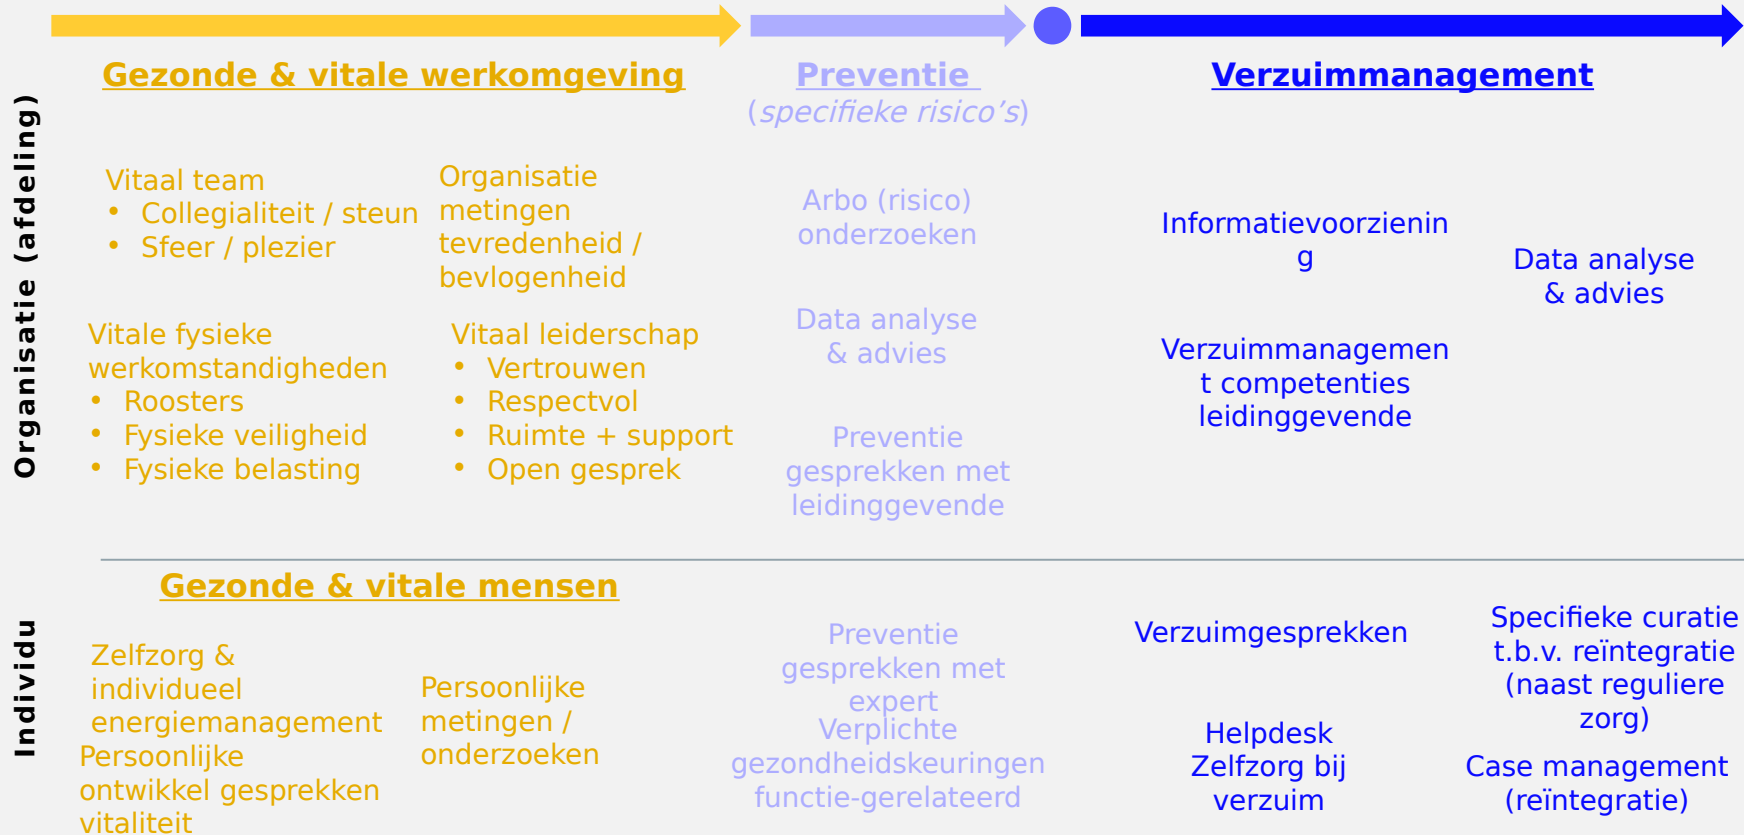 Gezonde & vitale werkomgeving
Preventie
(specifieke risico’s)
Verzuimmanagement
Organisatie (afdeling)
Vitaal team
• Collegialiteit / steun
• Sfeer / plezier
Organisatie
metingen
tevredenheid /
bevlogenheid
Vitale fysieke
werkomstandigheden
• Roosters
• Fysieke veiligheid
• Fysieke belasting
Vitaal leiderschap
• Vertrouwen
• Respectvol
• Ruimte + support
• Open gesprek
Arbo (risico)
onderzoeken
Data analyse
& advies
Preventie
gesprekken met
leidinggevende
Informatievoorzienin
g
Data analyse
& advies
Verzuimmanagemen
t competenties
leidinggevende
Individu
Gezonde & vitale mensen
Zelfzorg &
individueel
energiemanagement
Persoonlijke
ontwikkel gesprekken
vitaliteit
Persoonlijke
metingen /
onderzoeken
Preventie
gesprekken met
expert
Verplichte
gezondheidskeuringen
functie-gerelateerd
Verzuimgesprekken
Helpdesk
Zelfzorg bij
verzuim
Specifieke curatie
t.b.v. reïntegratie
(naast reguliere
zorg)
Case management
(reïntegratie)